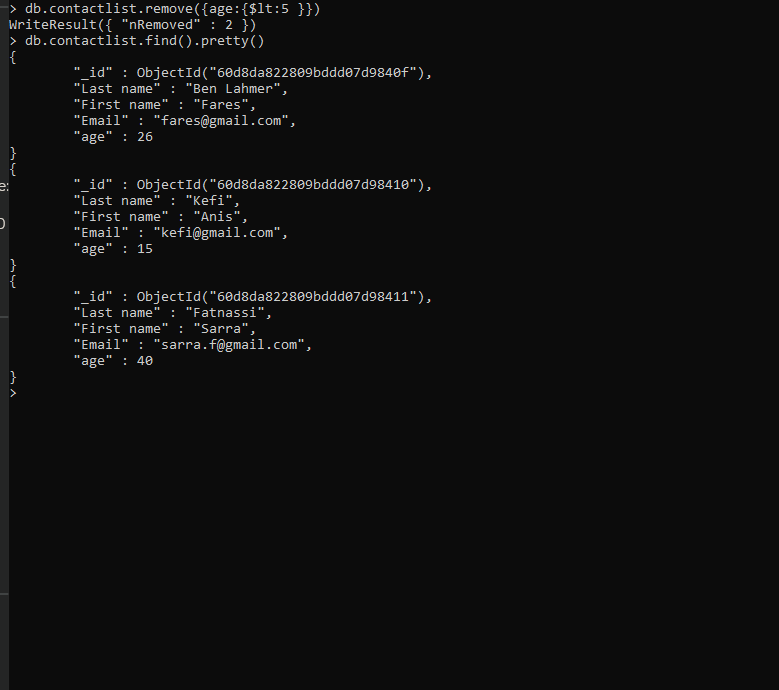 > db.contactlist.remove({age:{$lt:5 }})
WriteResult({ "nRemoved" : 2 })
> db.contactlist.find().pretty()
{
        "_id" : ObjectId("60d8da822809bddd07d9840f"),
        "Last name" : "Ben Lahmer",
        "First name" : "Fares",
        "Email" : "fares@gmail.com",
        "age" : 26
}
{
        "_id" : ObjectId("60d8da822809bddd07d98410"),
        "Last name" : "Kefi",
        "First name" : "Anis",
        "Email" : "kefi@gmail.com",
        "age" : 15
}
{
        "_id" : ObjectId("60d8da822809bddd07d98411"),
        "Last name" : "Fatnassi",
        "First name" : "Sarra",
        "Email" : "sarra.f@gmail.com",
        "age" : 40
}
>